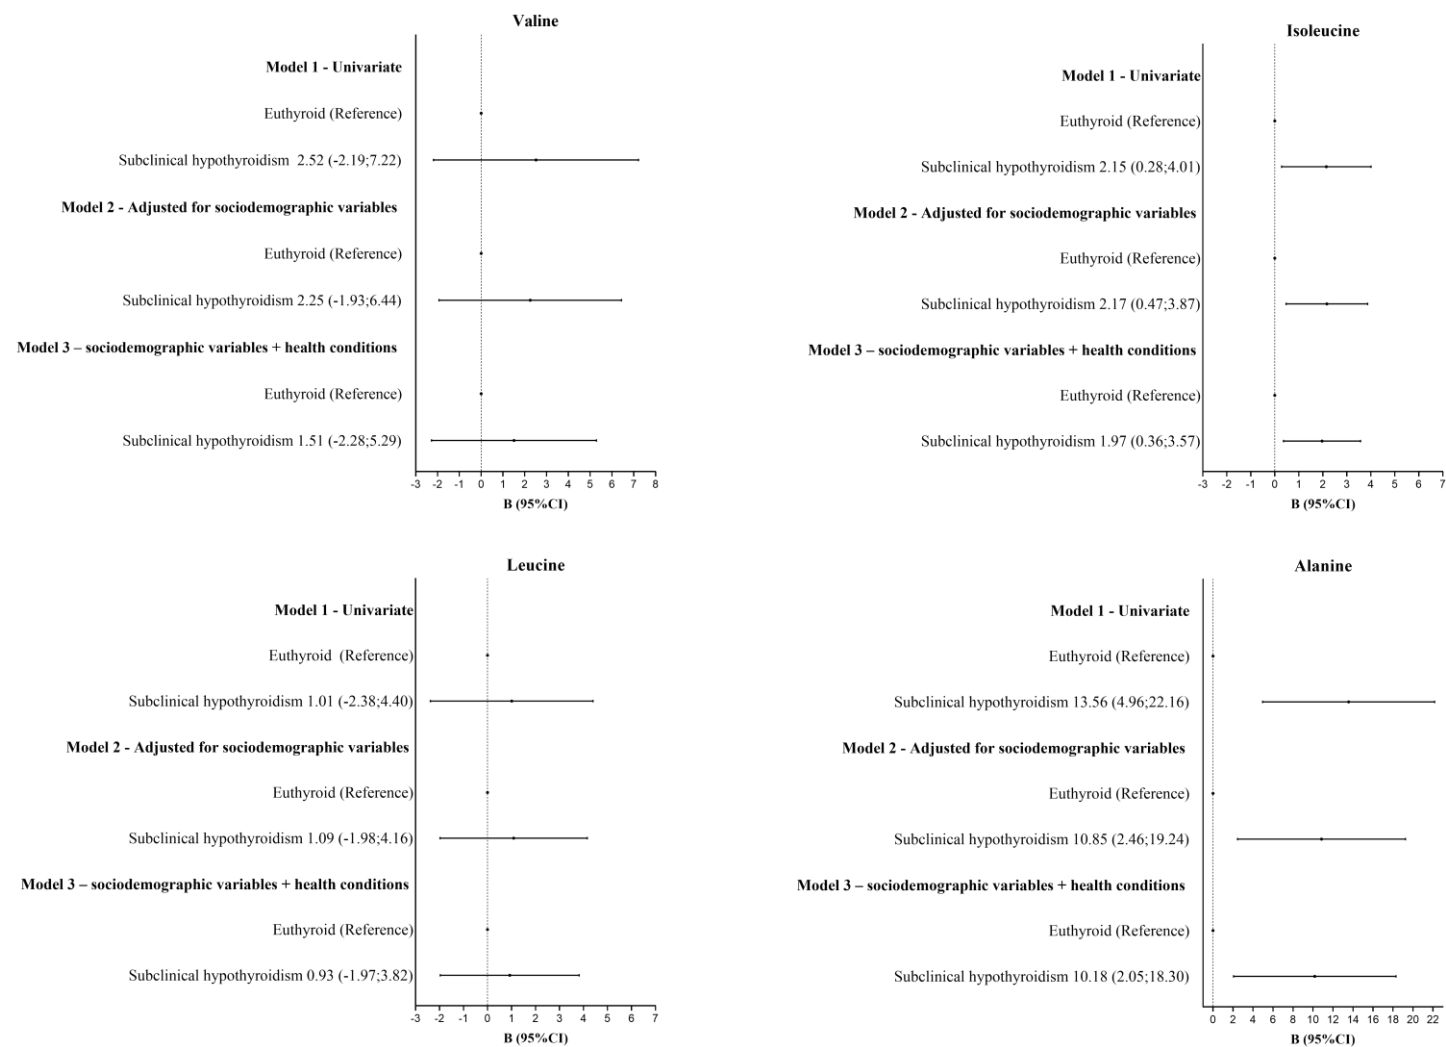 Valine
Model 1 - Univariate
Euthyroid (Reference)
Subclinical hypothyroidism 2.52 (-2.19;7.22)
Model 2 - Adjusted for sociodemographic variables
Euthyroid (Reference)
Subclinical hypothyroidism 2.25 (-1.93;6.44)
Model 3 – sociodemographic variables + health conditions
Euthyroid (Reference)
Subclinical hypothyroidism 1.51 (-2.28;5.29)
-3 -2 -1 0 1 2 3 4 5 6 7 8
B (95%CI)
Isoleucine
Model 1 - Univariate
Euthyroid (Reference)
Subclinical hypothyroidism 2.15 (0.28;4.01)
Model 2 - Adjusted for sociodemographic variables
Euthyroid (Reference)
Subclinical hypothyroidism 2.17 (0.47;3.87)
Model 3 – sociodemographic variables + health conditions
Euthyroid (Reference)
Subclinical hypothyroidism 1.97 (0.36;3.57)
-3 -2 -1 0 1 2 3 4 5 6 7
B (95%CI)
Leucine
Model 1 - Univariate
Euthyroid (Reference)
Subclinical hypothyroidism 1.01 (-2.38;4.40)
Model 2 - Adjusted for sociodemographic variables
Euthyroid (Reference)
Subclinical hypothyroidism 1.09 (-1.98;4.16)
Model 3 – sociodemographic variables + health conditions
Euthyroid (Reference)
Subclinical hypothyroidism 0.93 (-1.97;3.82)
-3 -2 -1 0 1 2 3 4 5 6 7
B (95%CI)
Alanine
Model 1 - Univariate
Euthyroid (Reference)
Subclinical hypothyroidism 13.56 (4.96;22.16)
Model 2 - Adjusted for sociodemographic variables
Euthyroid (Reference)
Subclinical hypothyroidism 10.85 (2.46;19.24)
Model 3 – sociodemographic variables + health conditions
Euthyroid (Reference)
Subclinical hypothyroidism 10.18 (2.05;18.30)
0 2 4 6 8 10 12 14 16 18 20 22
B (95%CI)